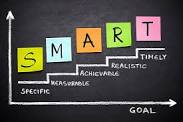 S M A R T
TIMELY
REALISTIC
ACHIEVABLE
MEASURABLE
SPECIFIC
GOAL